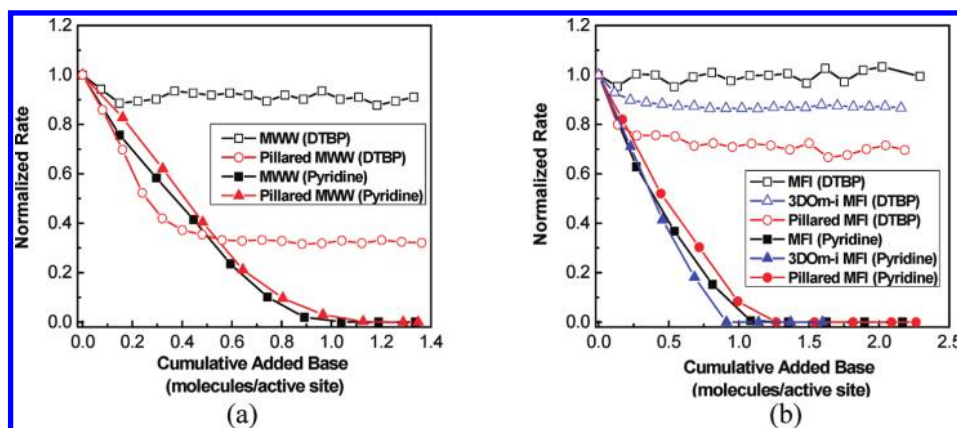 1.2
1.0
0.8
0.6
0.4
0.2
0.0
Normalized Rate
MWW (DTBP)
Pillared MWW (DTBP)
MWW (Pyridine)
Pillared MWW (Pyridine)
0.0 0.2 0.4 0.6 0.8 1.0 1.2 1.4
Cumulative Added Base
(molecules/active site)
(a)
1.2
1.0
0.8
0.6
0.4
0.2
0.0
Normalized Rate
MFI (DTBP)
3DOm-i MFI (DTBP)
Pillared MFI (DTBP)
MFI (Pyridine)
3DOm-i MFI (Pyridine)
Pillared MFI (Pyridine)
0.0 0.5 1.0 1.5 2.0 2.5
Cumulative Added Base
(molecules/active site)
(b)